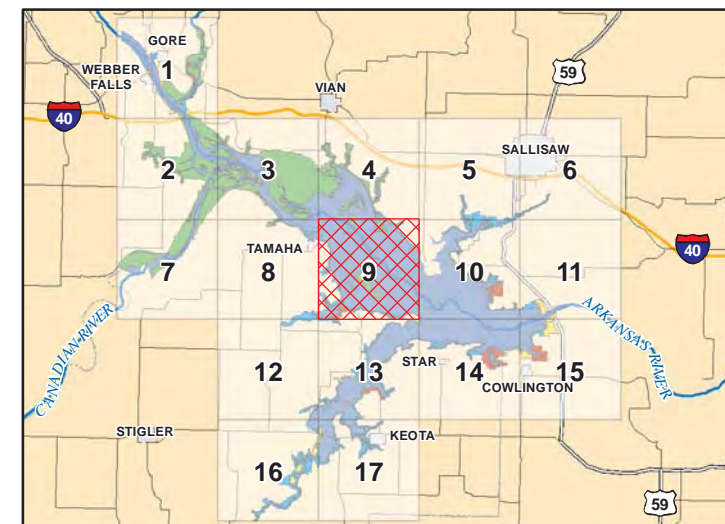 GORE
1
WEBBER
FALLS
VIAN
59
40
SALLISAW
2
3
4
5
6
TAMAHA
7
8
9
10
11
40
CANADIAN RIVER
ARKANSAS RIVER
12
13
STAR
14
15
COWLINGTON
STIGLER
KEOTA
16
17
59